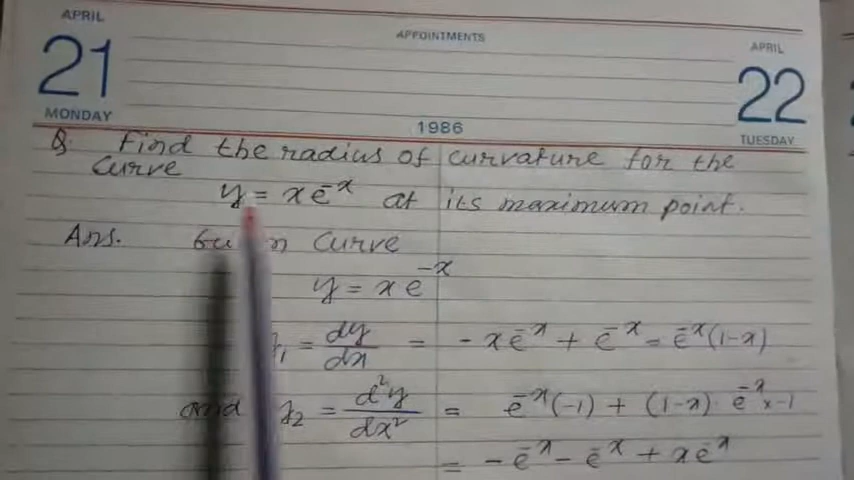 APRIL
21
MONDAY
APPOINTMENTS
1986
APRIL
22
TUESDAY
Q. Find the radius of curvature for the
curve
y = xe^-x at its maximum point.
Ans. curve
y = xe^-x
1 = dy/dx = -xe^-x + e^-x = e^-x(1-x)
and y2 = d²y/dx² = e^-x(-1) + (1-x)·e^-x × -1
= -e^-x - e^-x + xe^-x